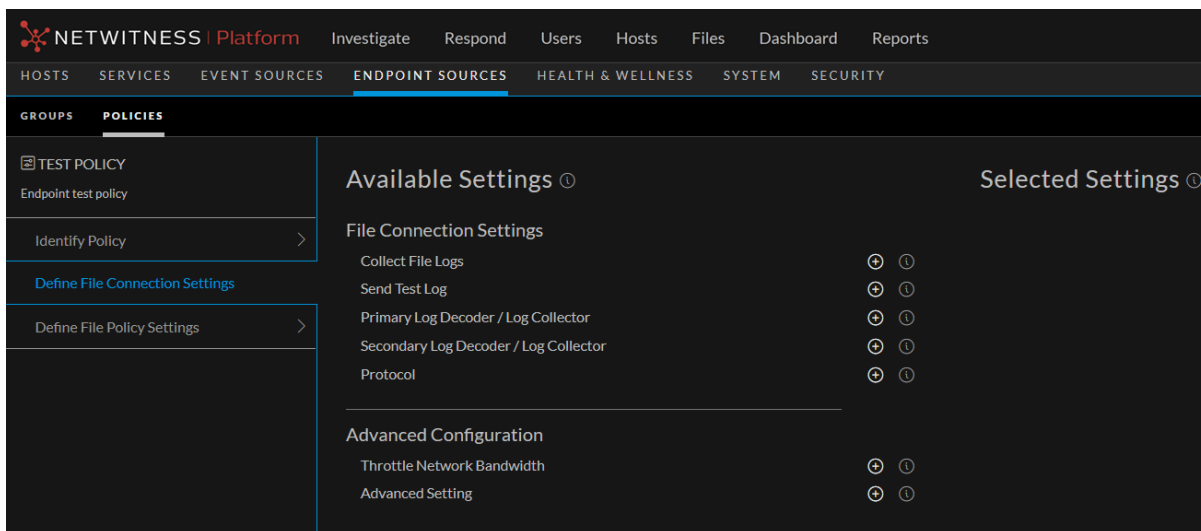 NETWITNESS | Platform Investigate Respond Users Hosts Files Dashboard Reports
HOSTS SERVICES EVENT SOURCES ENDPOINT SOURCES HEALTH & WELLNESS SYSTEM SECURITY
GROUPS POLICIES
TEST POLICY
Endpoint test policy
Identify Policy
Define File Connection Settings
Define File Policy Settings
Available Settings
File Connection Settings
Collect File Logs
Send Test Log
Primary Log Decoder / Log Collector
Secondary Log Decoder / Log Collector
Protocol
Advanced Configuration
Throttle Network Bandwidth
Advanced Setting
Selected Settings